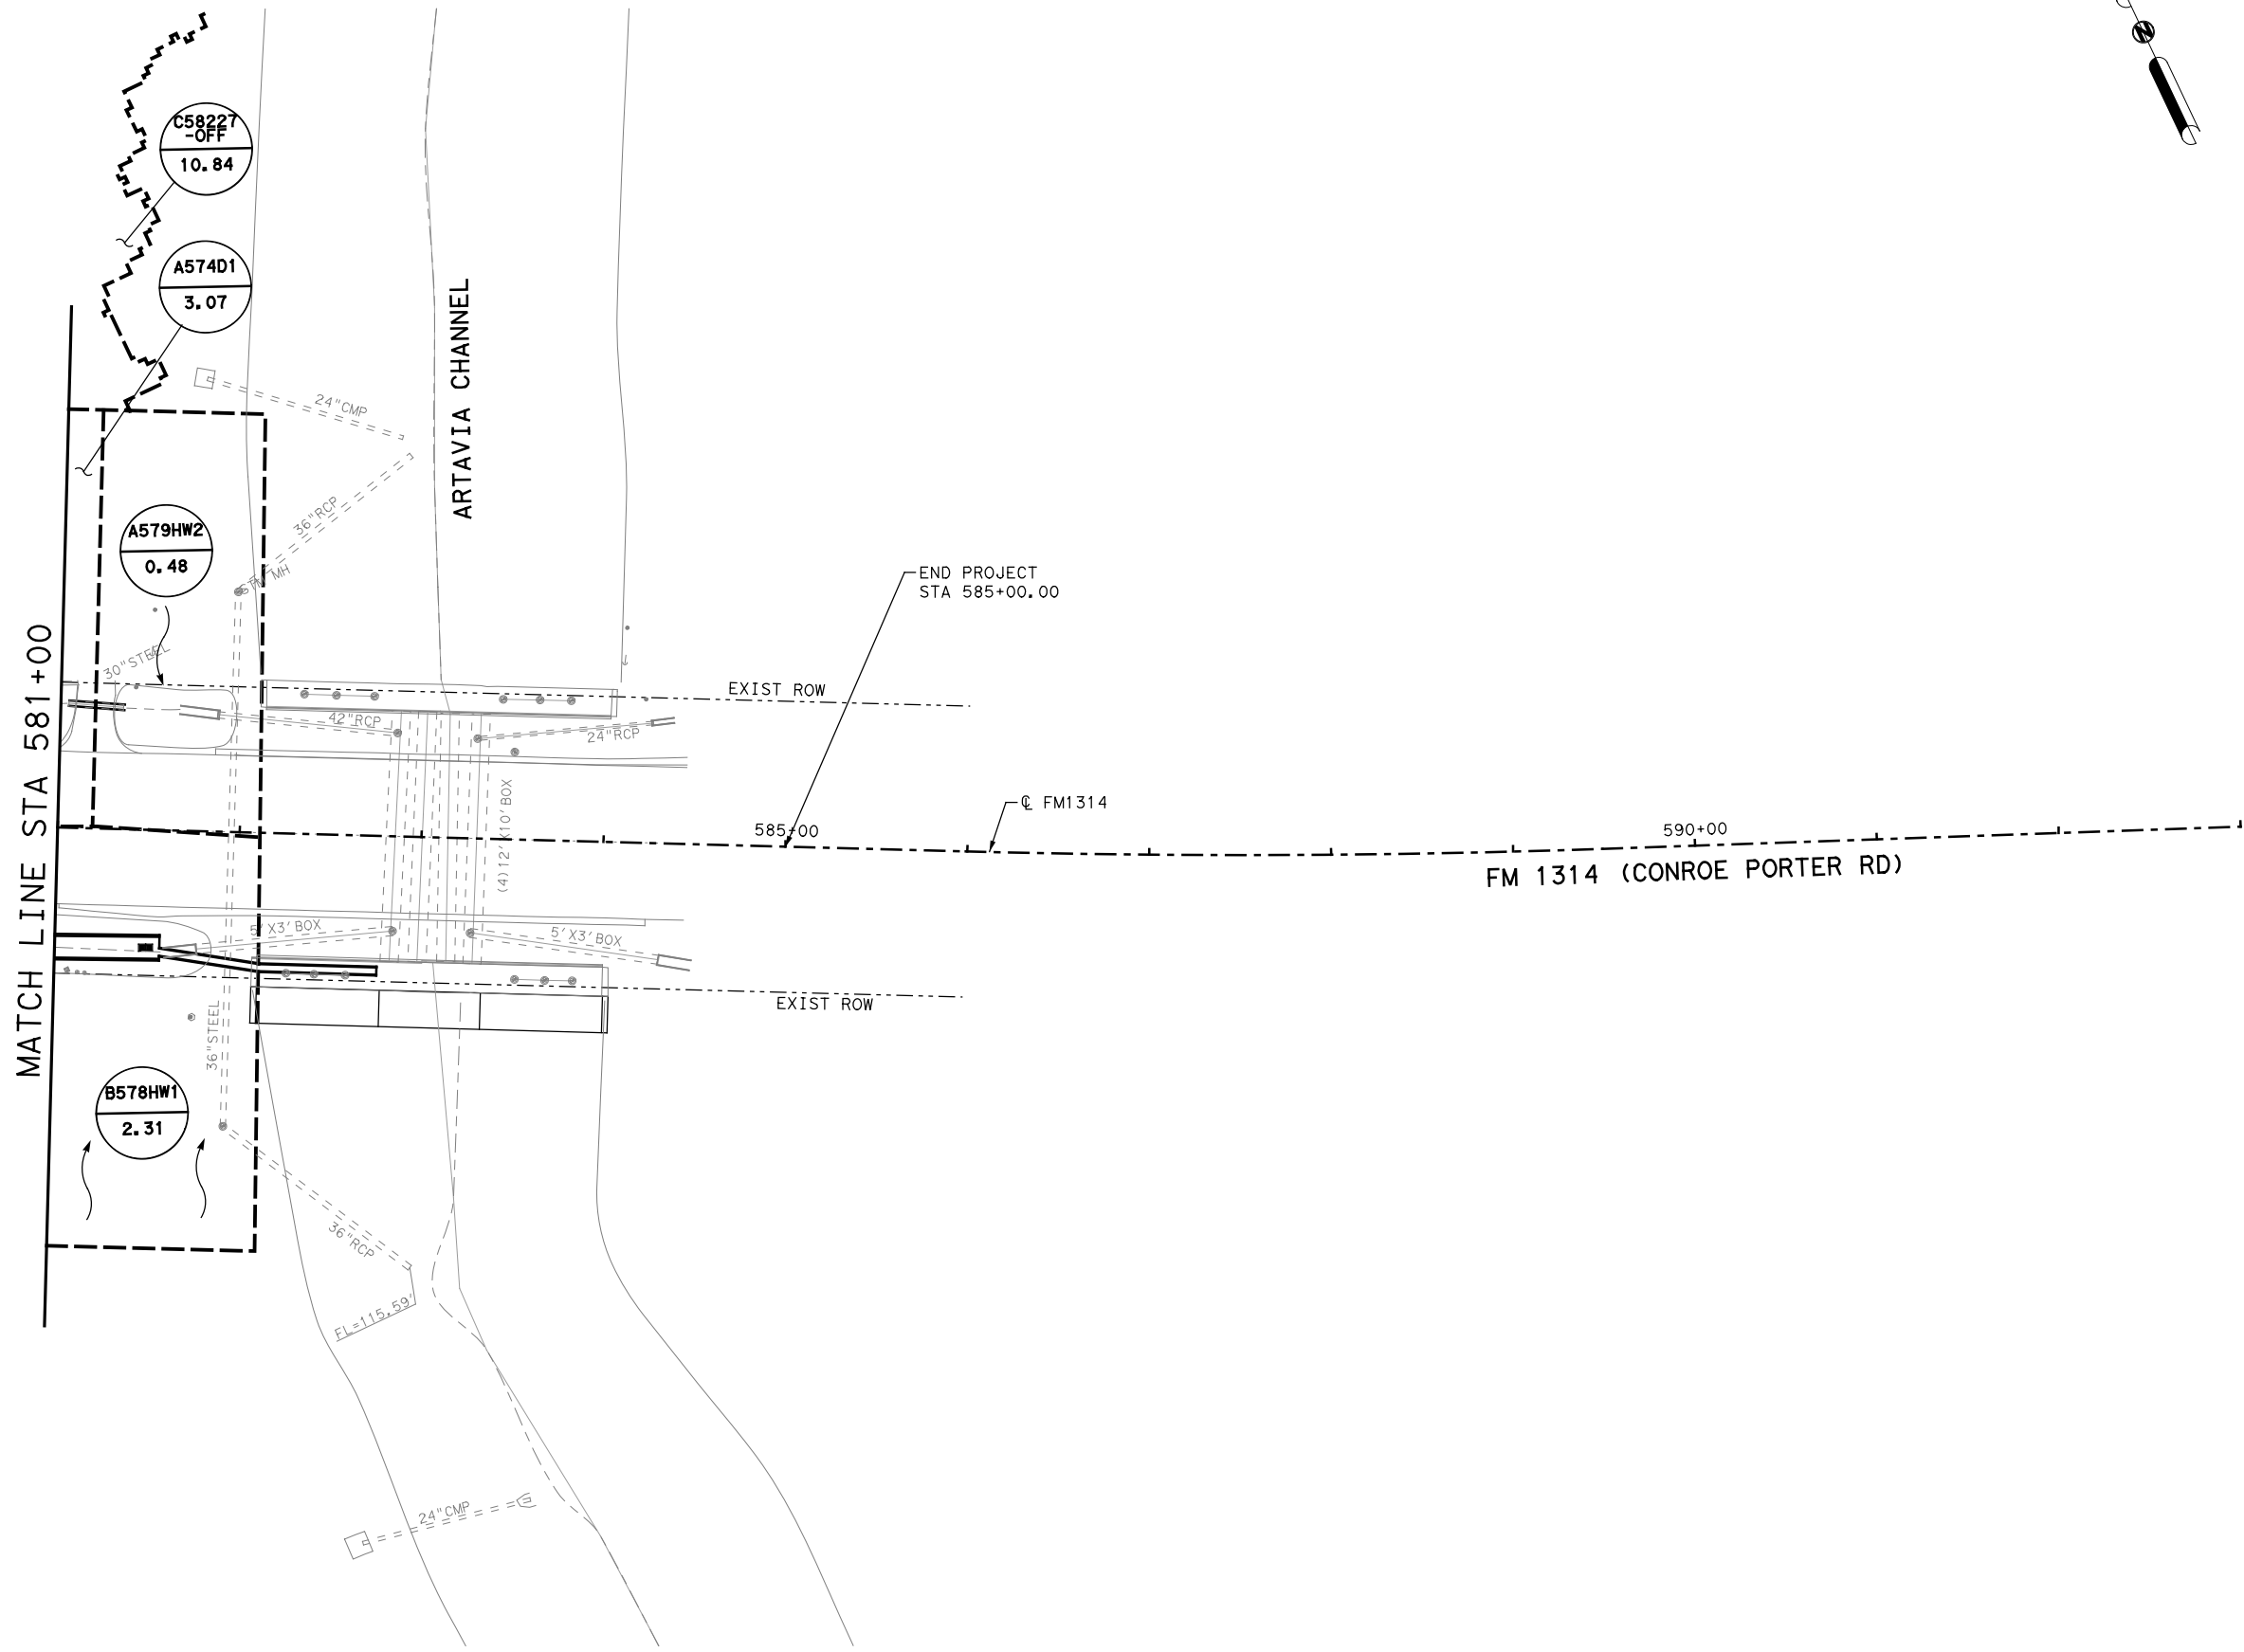 N
C58227
-OFF
10.84
A574D1
3.07
24"CMP
ARTAVIA CHANNEL
36"RCP
A579HW2
0.48
STM MH
END PROJECT
STA 585+00.00
30"STEEL
MATCH LINE STA 581+00
EXIST ROW
42"RCP
24"RCP
(4)12'X10'BOX
585+00
℄ FM1314
590+00
FM 1314 (CONROE PORTER RD)
5'X3'BOX
5'X3'BOX
EXIST ROW
36"STEEL
B578HW1
2.31
36"RCP
FL=115.59'
24"CMP